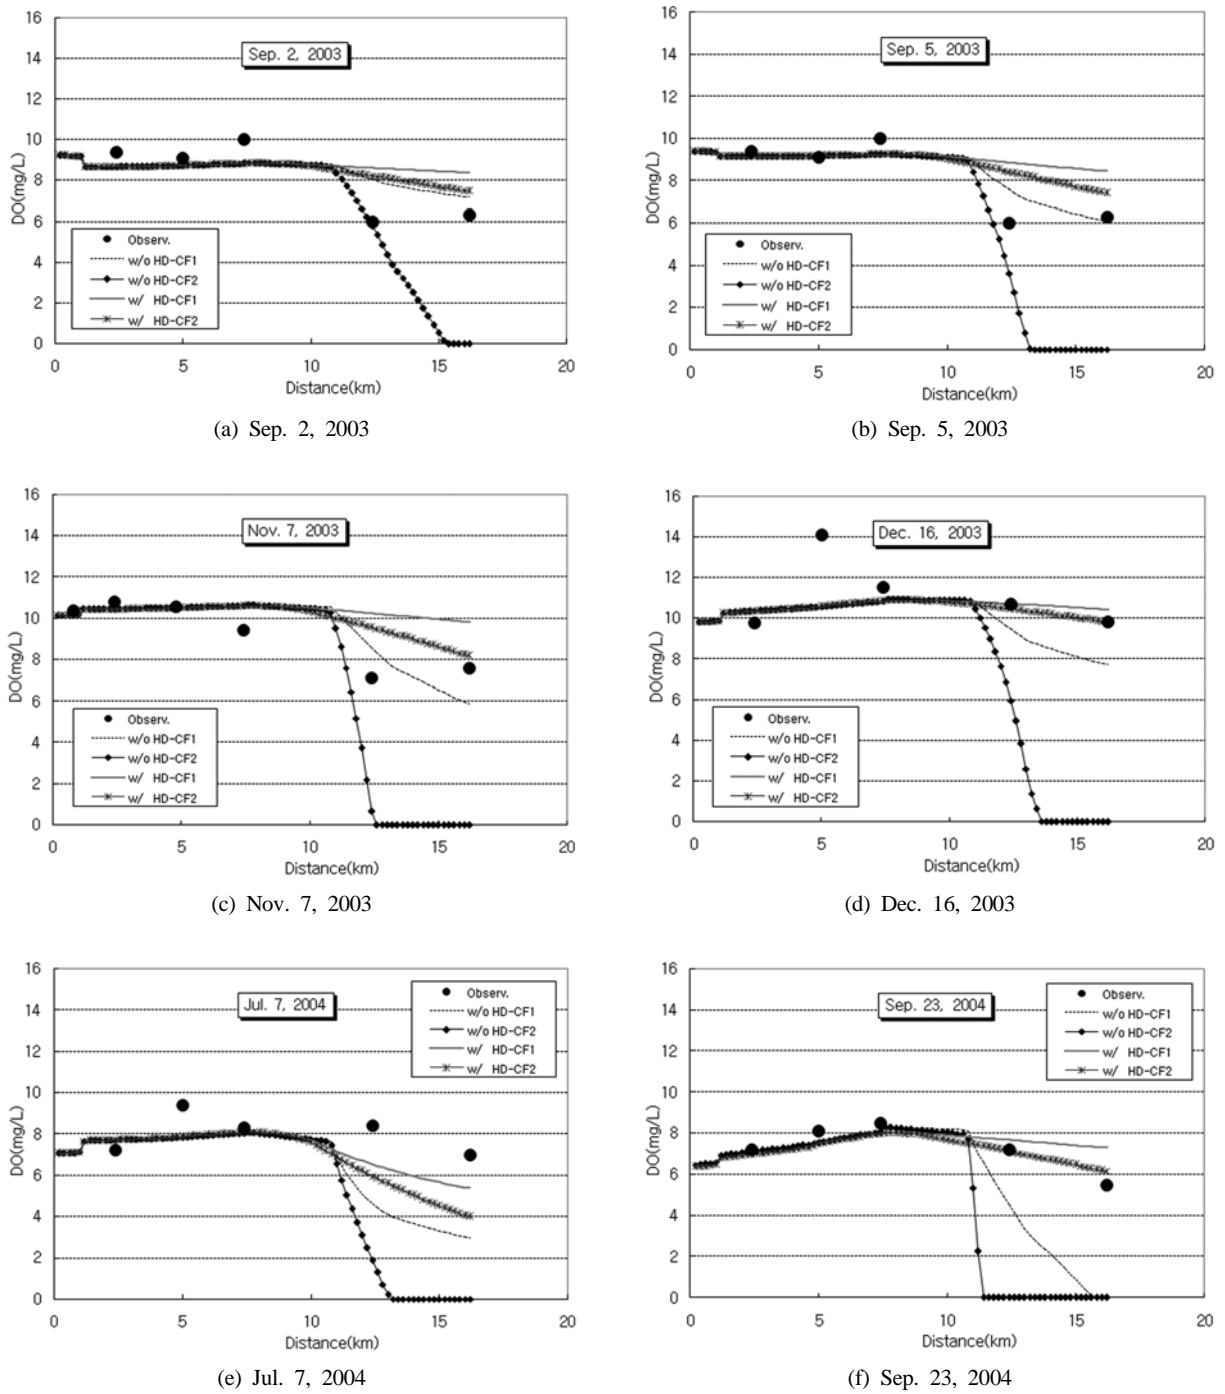 16
14
12
10
8
6
4
2
0
DO(mg/L)
Sep. 2, 2003
Observ.
w/o HD-CF1
w/o HD-CF2
w/ HD-CF1
w/ HD-CF2
0 5 10 15 20
Distance(km)
(a) Sep. 2, 2003
16
14
12
10
8
6
4
2
0
DO(mg/L)
Sep. 5, 2003
Observ.
w/o HD-CF1
w/o HD-CF2
w/ HD-CF1
w/ HD-CF2
0 5 10 15 20
Distance(km)
(b) Sep. 5, 2003
16
14
12
10
8
6
4
2
0
DO(mg/L)
Nov. 7, 2003
Observ.
w/o HD-CF1
w/o HD-CF2
w/ HD-CF1
w/ HD-CF2
0 5 10 15 20
Distance(km)
(c) Nov. 7, 2003
16
14
12
10
8
6
4
2
0
DO(mg/L)
Dec. 16, 2003
Observ.
w/o HD-CF1
w/o HD-CF2
w/ HD-CF1
w/ HD-CF2
0 5 10 15 20
Distance(km)
(d) Dec. 16, 2003
16
14
12
10
8
6
4
2
0
DO(mg/L)
Jul. 7, 2004
Observ.
w/o HD-CF1
w/o HD-CF2
w/ HD-CF1
w/ HD-CF2
0 5 10 15 20
Distance(km)
(e) Jul. 7, 2004
16
14
12
10
8
6
4
2
0
DO(mg/L)
Sep. 23, 2004
Observ.
w/o HD-CF1
w/o HD-CF2
w/ HD-CF1
w/ HD-CF2
0 5 10 15 20
Distance(km)
(f) Sep. 23, 2004